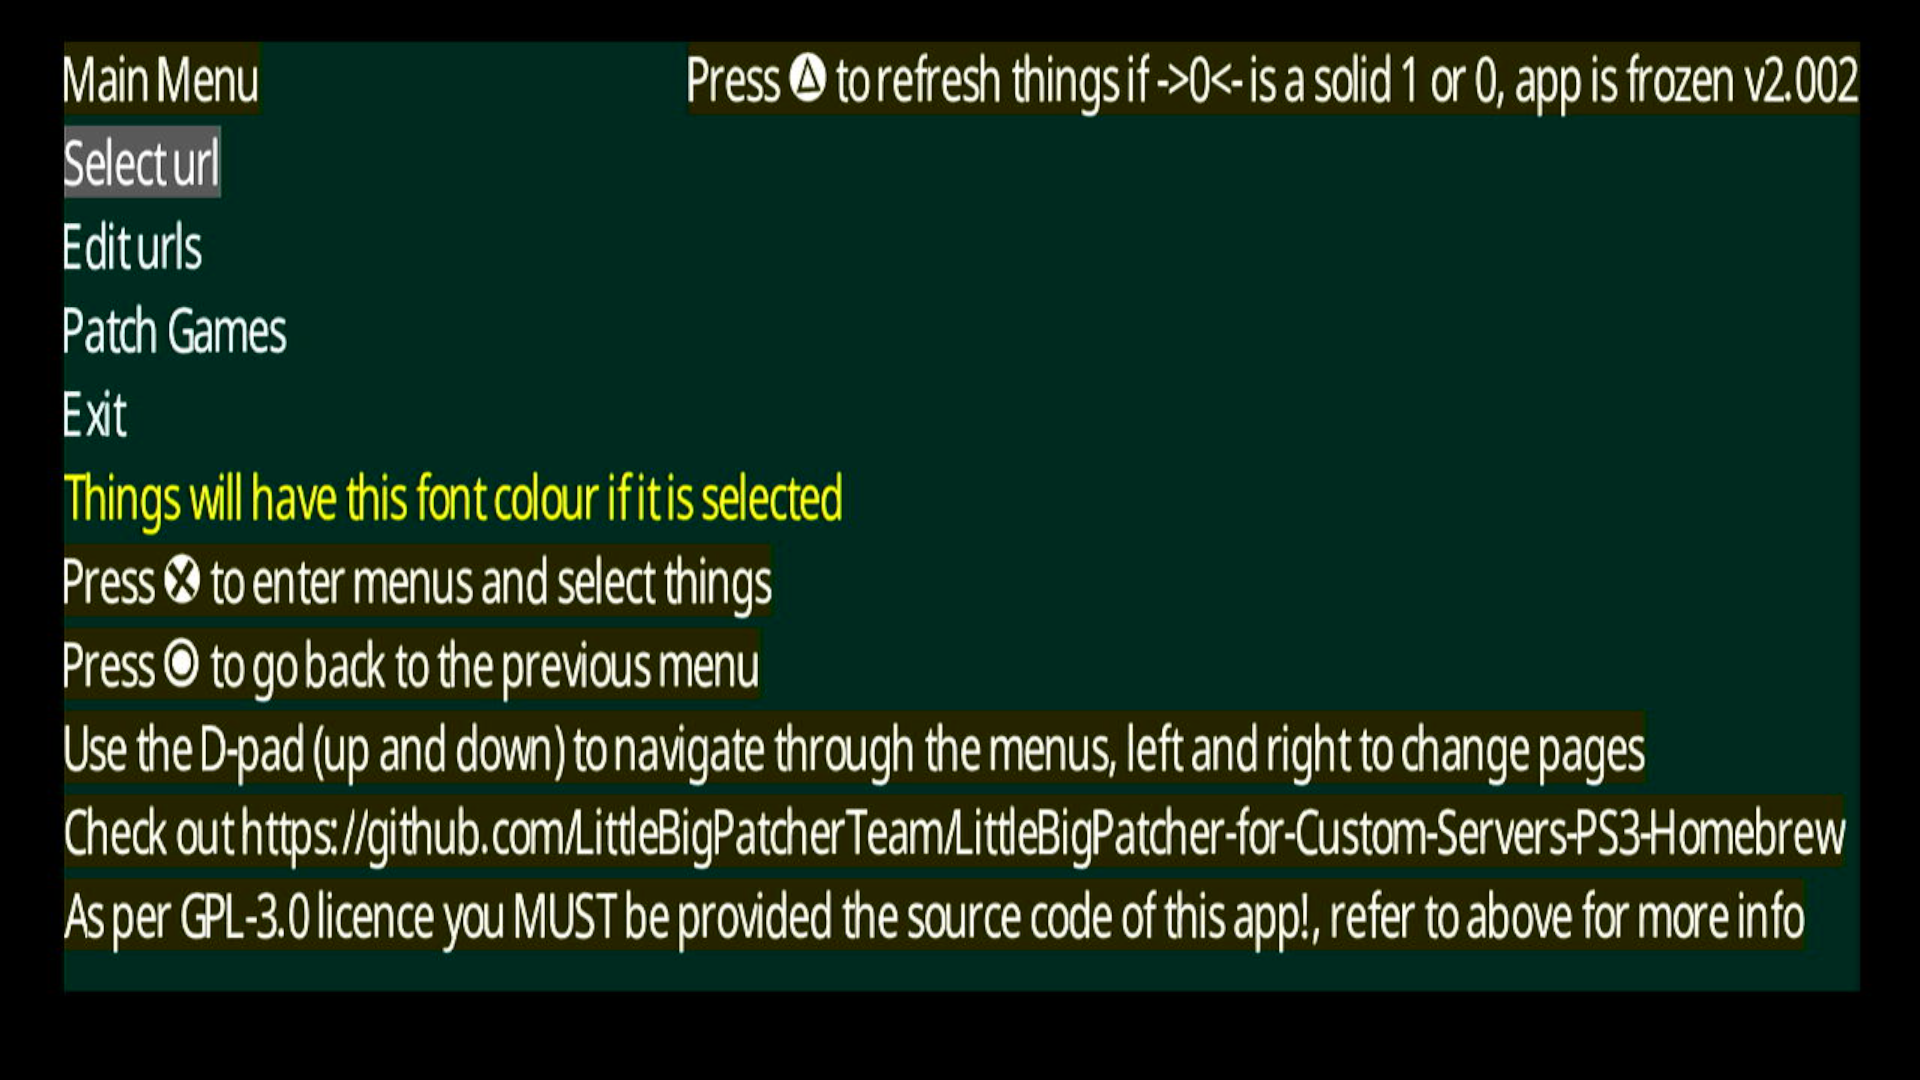 Main Menu
Press Ⓧ to refresh things if ->0<- is a solid 1 or 0, app is frozen v2.002
Select url
Edit urls
Patch Games
Exit
Things will have this font colour if it is selected
Press Ⓧ to enter menus and select things
Press ◯ to go back to the previous menu
Use the D-pad (up and down) to navigate through the menus, left and right to change pages
Check out https://github.com/LittleBigPatcherTeam/LittleBigPatcher-for-Custom-Servers-PS3-Homebrew
As per GPL-3.0 licence you MUST be provided the source code of this app!, refer to above for more info